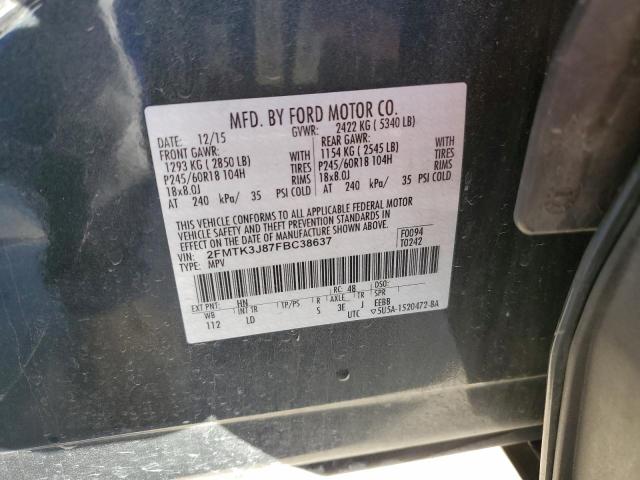 MFD. BY FORD MOTOR CO.
DATE: 12/15 GVWR: 2422 KG ( 5340 LB)
FRONT GAWR: REAR GAWR:
1293 KG ( 2850 LB) WITH 1154 KG ( 2545 LB) WITH
P245/60R18 104H TIRES P245/60R18 104H TIRES
18x8.0J RIMS 18x8.0J RIMS
AT 240 kPa/ 35 PSI COLD AT 240 kPa/ 35 PSI COLD
THIS VEHICLE CONFORMS TO ALL APPLICABLE FEDERAL MOTOR
VEHICLE SAFETY AND THEFT PREVENTION STANDARDS IN
EFFECT ON THE DATE OF MANUFACTURE SHOWN ABOVE.
VIN: 2FMTK3J87FBC38637 F0094
TYPE: MPV T0242
EXT PNT: HN RC: 48 DSO:
WB INT TR TP/PS R AXLE TR SPR
112 LD S 3E J EEBB
UTC ▽5U5A-1520472-BA